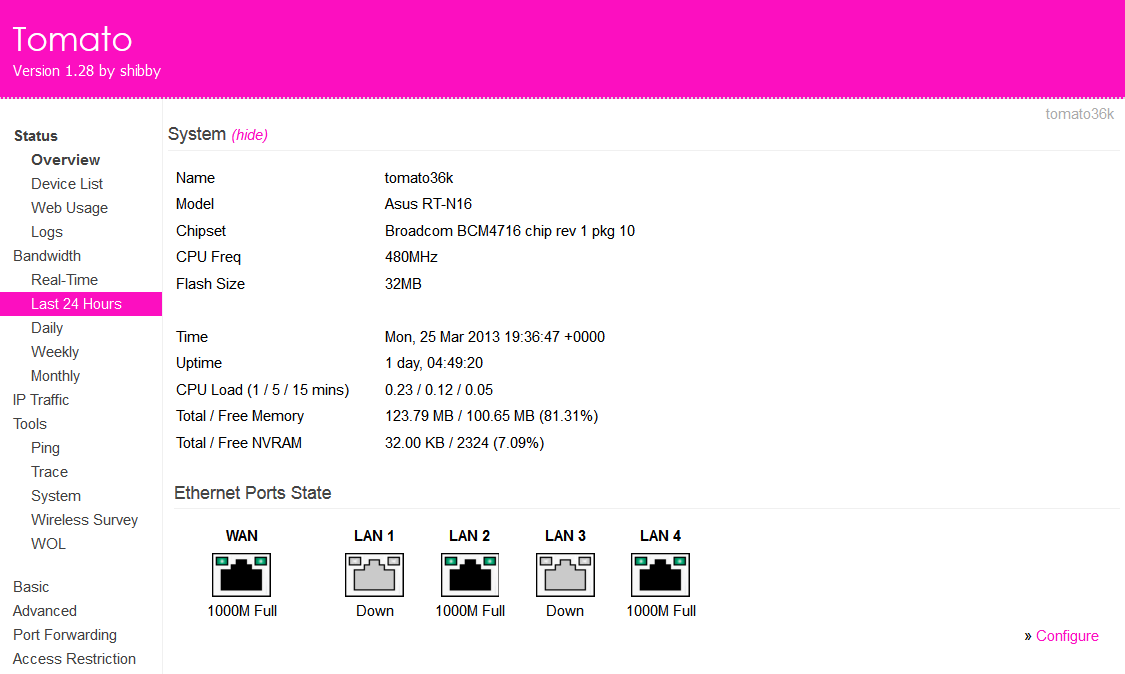 Tomato
Version 1.28 by shibby
tomato36k
Status
Overview
Device List
Web Usage
Logs
Bandwidth
Real-Time
Last 24 Hours
Daily
Weekly
Monthly
IP Traffic
Tools
Ping
Trace
System
Wireless Survey
WOL
Basic
Advanced
Port Forwarding
Access Restriction
System (hide)
Name tomato36k
Model Asus RT-N16
Chipset Broadcom BCM4716 chip rev 1 pkg 10
CPU Freq 480MHz
Flash Size 32MB
Time Mon, 25 Mar 2013 19:36:47 +0000
Uptime 1 day, 04:49:20
CPU Load (1 / 5 / 15 mins) 0.23 / 0.12 / 0.05
Total / Free Memory 123.79 MB / 100.65 MB (81.31%)
Total / Free NVRAM 32.00 KB / 2324 (7.09%)
Ethernet Ports State
WAN LAN 1 LAN 2 LAN 3 LAN 4
1000M Full Down 1000M Full Down 1000M Full
» Configure